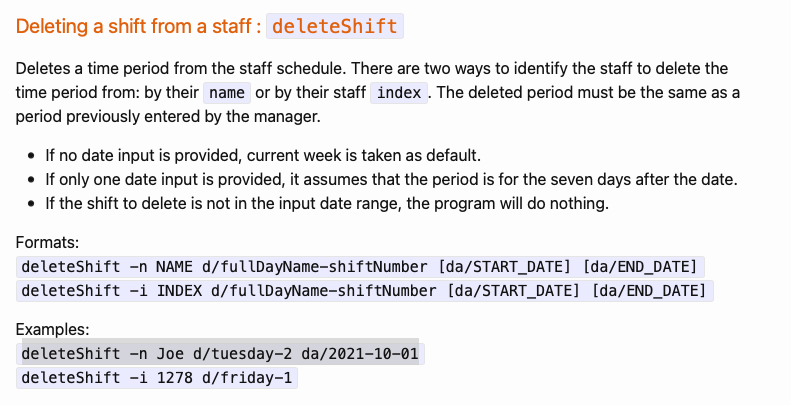 Deleting a shift from a staff : deleteShift
Deletes a time period from the staff schedule. There are two ways to identify the staff to delete the
time period from: by their name or by their staff index. The deleted period must be the same as a
period previously entered by the manager.
• If no date input is provided, current week is taken as default.
• If only one date input is provided, it assumes that the period is for the seven days after the date.
• If the shift to delete is not in the input date range, the program will do nothing.
Formats:
deleteShift -n NAME d/fullDayName-shiftNumber [da/START_DATE] [da/END_DATE]
deleteShift -i INDEX d/fullDayName-shiftNumber [da/START_DATE] [da/END_DATE]
Examples:
deleteShift -n Joe d/tuesday-2 da/2021-10-01
deleteShift -i 1278 d/friday-1